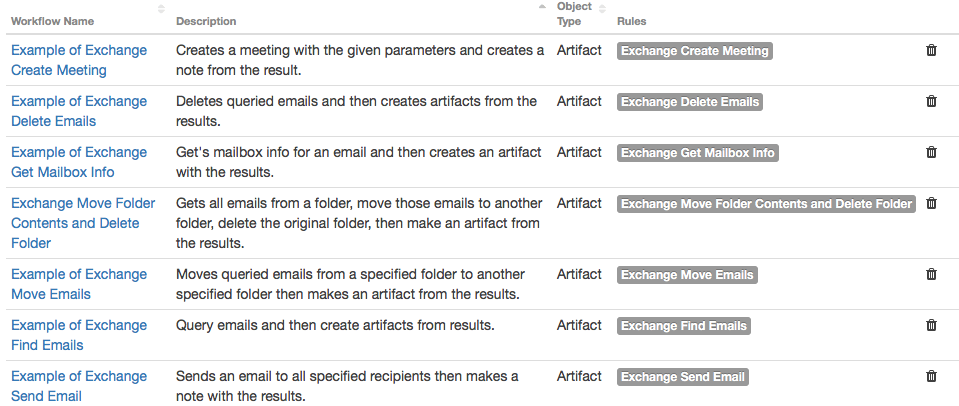 Workflow Name Description Object Type Rules
Example of Exchange Create Meeting Creates a meeting with the given parameters and creates a note from the result. Artifact Exchange Create Meeting
Example of Exchange Delete Emails Deletes queried emails and then creates artifacts from the results. Artifact Exchange Delete Emails
Example of Exchange Get Mailbox Info Get's mailbox info for an email and then creates an artifact with the results. Artifact Exchange Get Mailbox Info
Exchange Move Folder Contents and Delete Folder Gets all emails from a folder, move those emails to another folder, delete the original folder, then make an artifact from the results. Artifact Exchange Move Folder Contents and Delete Folder
Example of Exchange Move Emails Moves queried emails from a specified folder to another specified folder then makes an artifact from the results. Artifact Exchange Move Emails
Example of Exchange Find Emails Query emails and then create artifacts from results. Artifact Exchange Find Emails
Example of Exchange Send Email Sends an email to all specified recipients then makes a note with the results. Artifact Exchange Send Email